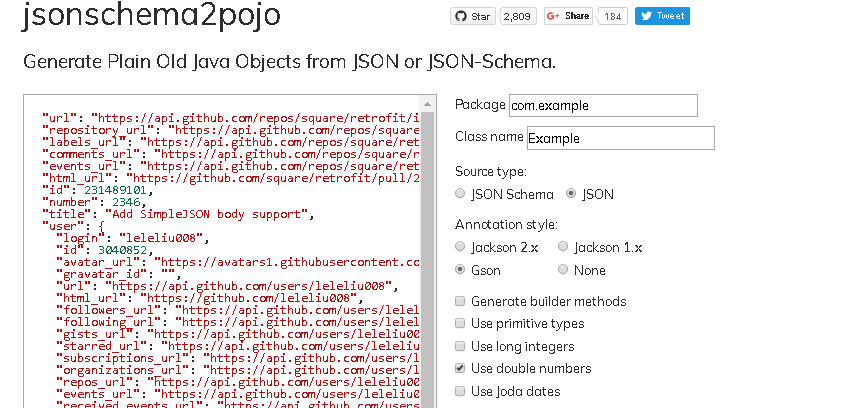 jsonschema2pojo
Star 2,809 Share 184 Tweet
Generate Plain Old Java Objects from JSON or JSON-Schema.
"url": "https://api.github.com/repos/square/retrofit/i
"repository_url": "https://api.github.com/repos/square
"labels_url": "https://api.github.com/repos/square/ret
"comments_url": "https://api.github.com/repos/square/r
"events_url": "https://api.github.com/repos/square/ret
"html_url": "https://github.com/square/retrofit/pull/2
"id": 231489101,
"number": 2346,
"title": "Add SimpleJSON body support",
"user": {
"login": "leleliu008",
"id": 3040852,
"avatar_url": "https://avatars1.githubusercontent.co
"gravatar_id": "",
"url": "https://api.github.com/users/leleliu008",
"html_url": "https://github.com/leleliu008",
"followers_url": "https://api.github.com/users/lelel
"following_url": "https://api.github.com/users/lelel
"gists_url": "https://api.github.com/users/leleliu00
"starred_url": "https://api.github.com/users/leleliu
"subscriptions_url": "https://api.github.com/users/l
"organizations_url": "https://api.github.com/users/l
"repos_url": "https://api.github.com/users/leleliu00
"events_url": "https://api.github.com/users/leleliu0
"received_events_url": "https://api.github.com/users
Package com.example
Class name Example
Source type:
JSON Schema JSON
Annotation style:
Jackson 2.x Jackson 1.x
Gson None
Generate builder methods
Use primitive types
Use long integers
Use double numbers
Use Joda dates